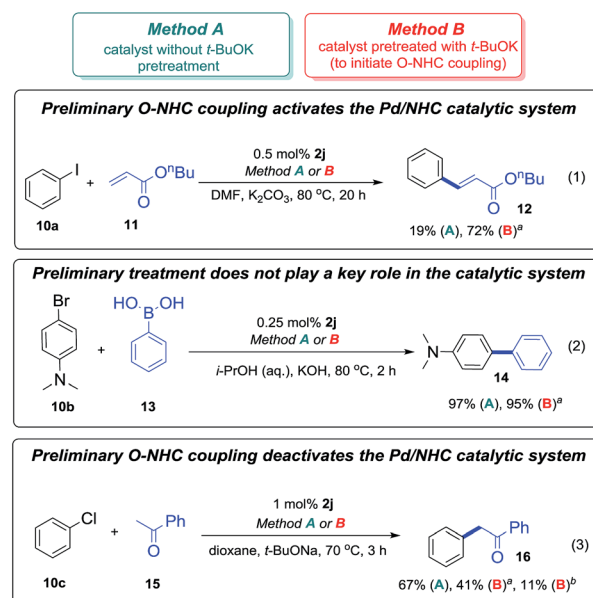 Method A
catalyst without t-BuOK
pretreatment
Method B
catalyst pretreated with t-BuOK
(to initiate O-NHC coupling)
Preliminary O-NHC coupling activates the Pd/NHC catalytic system
I
10a
+
OⁿBu
O
11
0.5 mol% 2j
Method A or B
DMF, K₂CO₃, 80 °C, 20 h
OⁿBu
O
12
19% (A), 72% (B)ᵃ
(1)
Preliminary treatment does not play a key role in the catalytic system
Br
N
10b
+
HO OH
B
13
0.25 mol% 2j
Method A or B
i-PrOH (aq.), KOH, 80 °C, 2 h
N
14
97% (A), 95% (B)ᵃ
(2)
Preliminary O-NHC coupling deactivates the Pd/NHC catalytic system
Cl
10c
+
Ph
O
15
1 mol% 2j
Method A or B
dioxane, t-BuONa, 70 °C, 3 h
Ph
O
16
67% (A), 41% (B)ᵃ, 11% (B)ᵇ
(3)